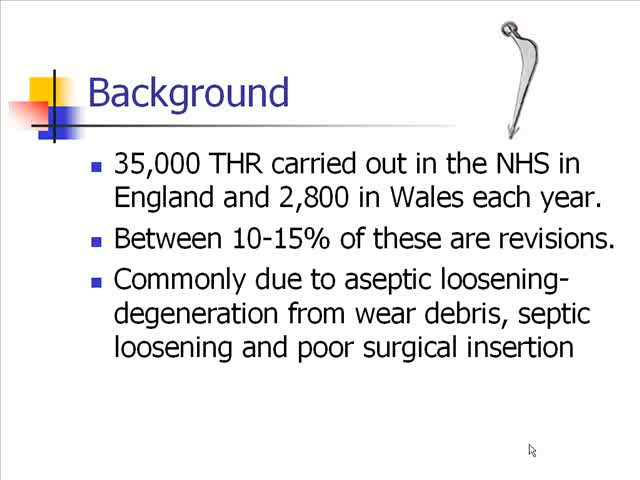 Background
35,000 THR carried out in the NHS in
England and 2,800 in Wales each year.
Between 10-15% of these are revisions.
Commonly due to aseptic loosening-
degeneration from wear debris, septic
loosening and poor surgical insertion